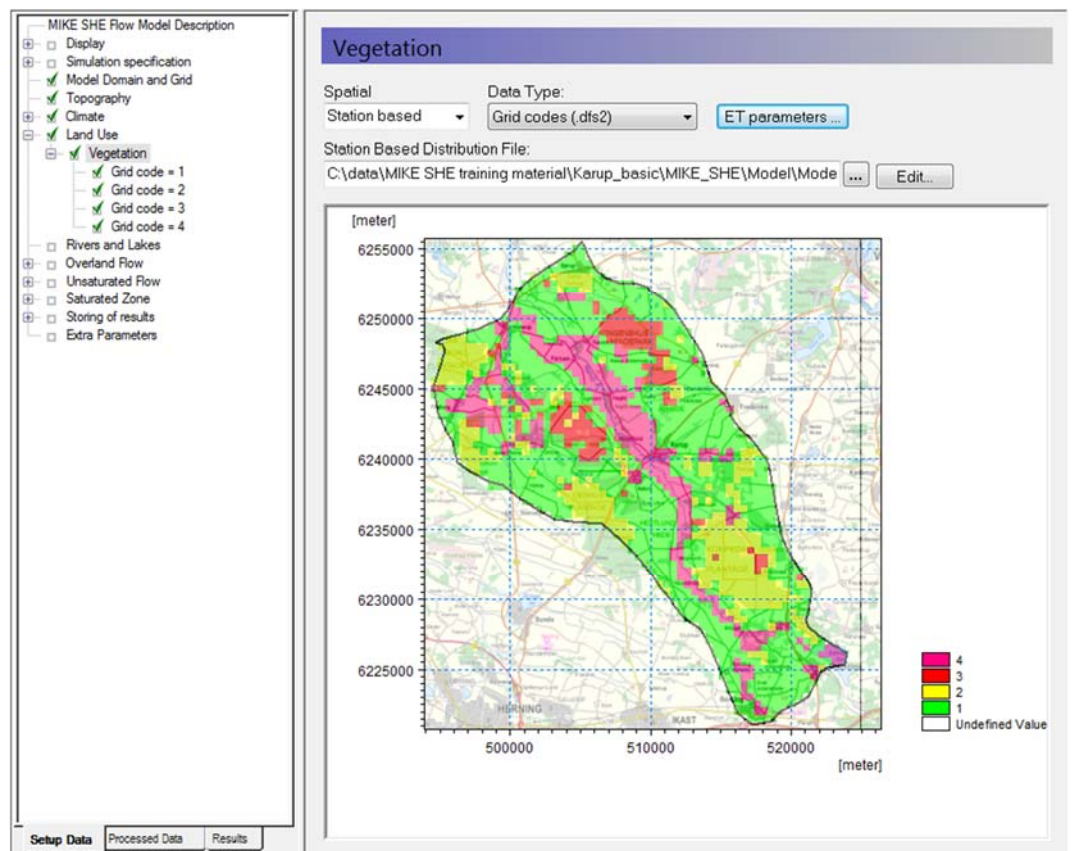 MIKE SHE Flow Model Description
Display
Simulation specification
Model Domain and Grid
Topography
Climate
Land Use
Vegetation
Grid code = 1
Grid code = 2
Grid code = 3
Grid code = 4
Rivers and Lakes
Overland Flow
Unsaturated Flow
Saturated Zone
Storing of results
Extra Parameters
Setup Data Processed Data Results
Vegetation
Spatial Data Type:
Station based Grid codes (.dfs2) ET parameters ...
Station Based Distribution File:
C:\data\MIKE SHE training material\Karup_basic\MIKE_SHE\Model\Mode ... Edit...
[meter]
6255000
6250000
6245000
6240000
6235000
6230000
6225000
Karup
HERNING
IKAST
500000 510000 520000
[meter]
4
3
2
1
Undefined Value